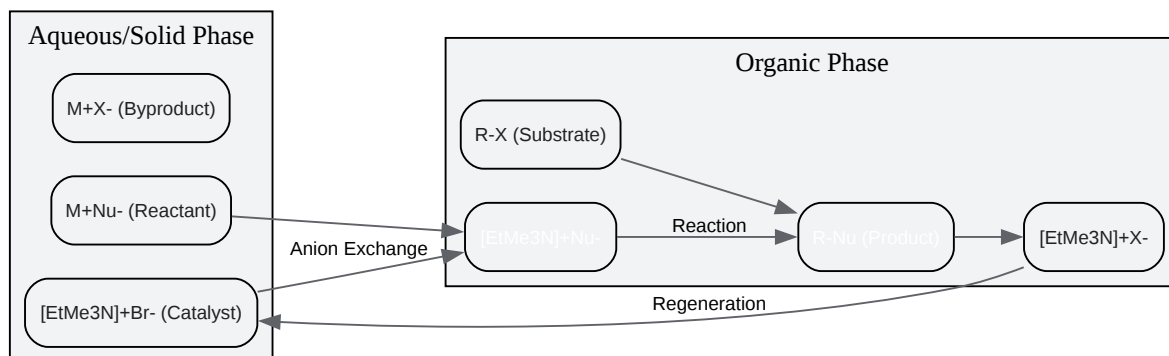 Aqueous/Solid Phase
M+X- (Byproduct)
M+Nu- (Reactant)
[EtMe3N]+Br- (Catalyst)
Anion Exchange
Organic Phase
R-X (Substrate)
[EtMe3N]+Nu-
Reaction
R-Nu (Product)
[EtMe3N]+X-
Regeneration